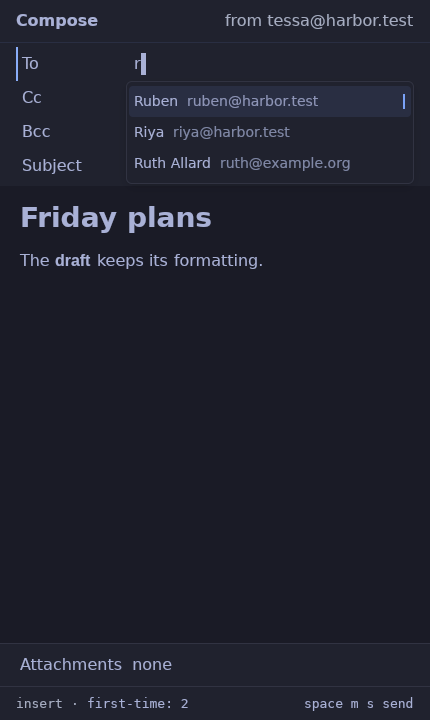 Compose from tessa@harbor.test
To r
Cc
Bcc
Subject
Ruben ruben@harbor.test
Riya riya@harbor.test
Ruth Allard ruth@example.org
Friday plans
The draft keeps its formatting.
Attachments none
insert · first-time: 2 space m s send